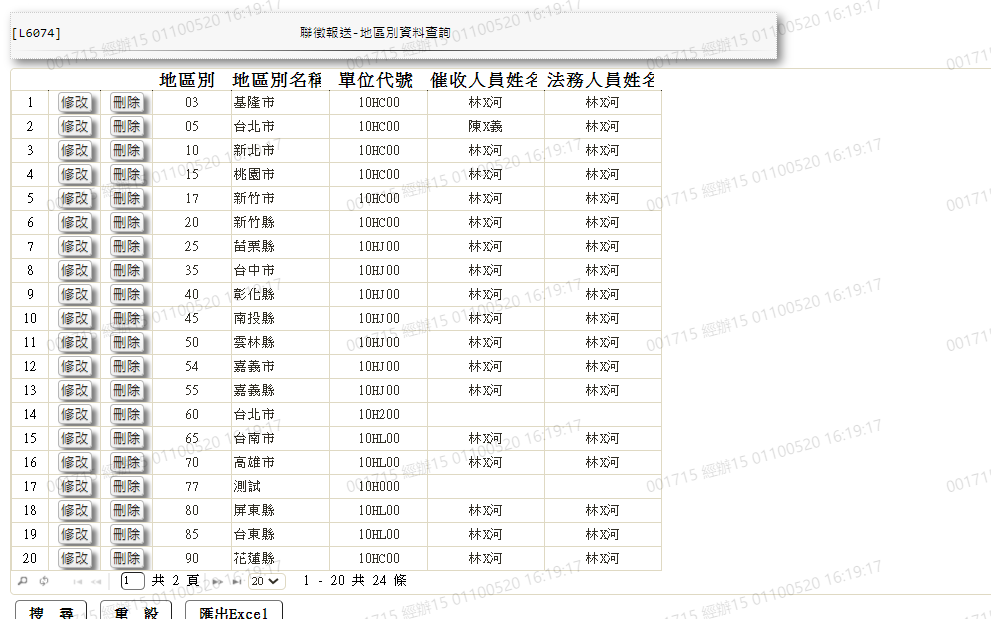 [L6074] 聯徵報送-地區別資料查詢
地區別 地區別名稱 單位代號 催收人員姓名 法務人員姓名
1 修改 刪除 03 基隆市 10HC00 林X河 林X河
2 修改 刪除 05 台北市 10HC00 陳X義 林X河
3 修改 刪除 10 新北市 10HC00 林X河 林X河
4 修改 刪除 15 桃園市 10HC00 林X河 林X河
5 修改 刪除 17 新竹市 10HC00 林X河 林X河
6 修改 刪除 20 新竹縣 10HC00 林X河 林X河
7 修改 刪除 25 苗栗縣 10HJ00 林X河 林X河
8 修改 刪除 35 台中市 10HJ00 林X河 林X河
9 修改 刪除 40 彰化縣 10HJ00 林X河 林X河
10 修改 刪除 45 南投縣 10HJ00 林X河 林X河
11 修改 刪除 50 雲林縣 10HJ00 林X河 林X河
12 修改 刪除 54 嘉義市 10HJ00 林X河 林X河
13 修改 刪除 55 嘉義縣 10HJ00 林X河 林X河
14 修改 刪除 60 台北市 10H200
15 修改 刪除 65 台南市 10HL00 林X河 林X河
16 修改 刪除 70 高雄市 10HL00 林X河 林X河
17 修改 刪除 77 測試 10H000
18 修改 刪除 80 屏東縣 10HL00 林X河 林X河
19 修改 刪除 85 台東縣 10HL00 林X河 林X河
20 修改 刪除 90 花蓮縣 10HC00 林X河 林X河
1 共 2 頁 20 1 - 20 共 24 條
搜 尋 重 設 匯出Excel
001715 經辦15 01100520 16:19:17